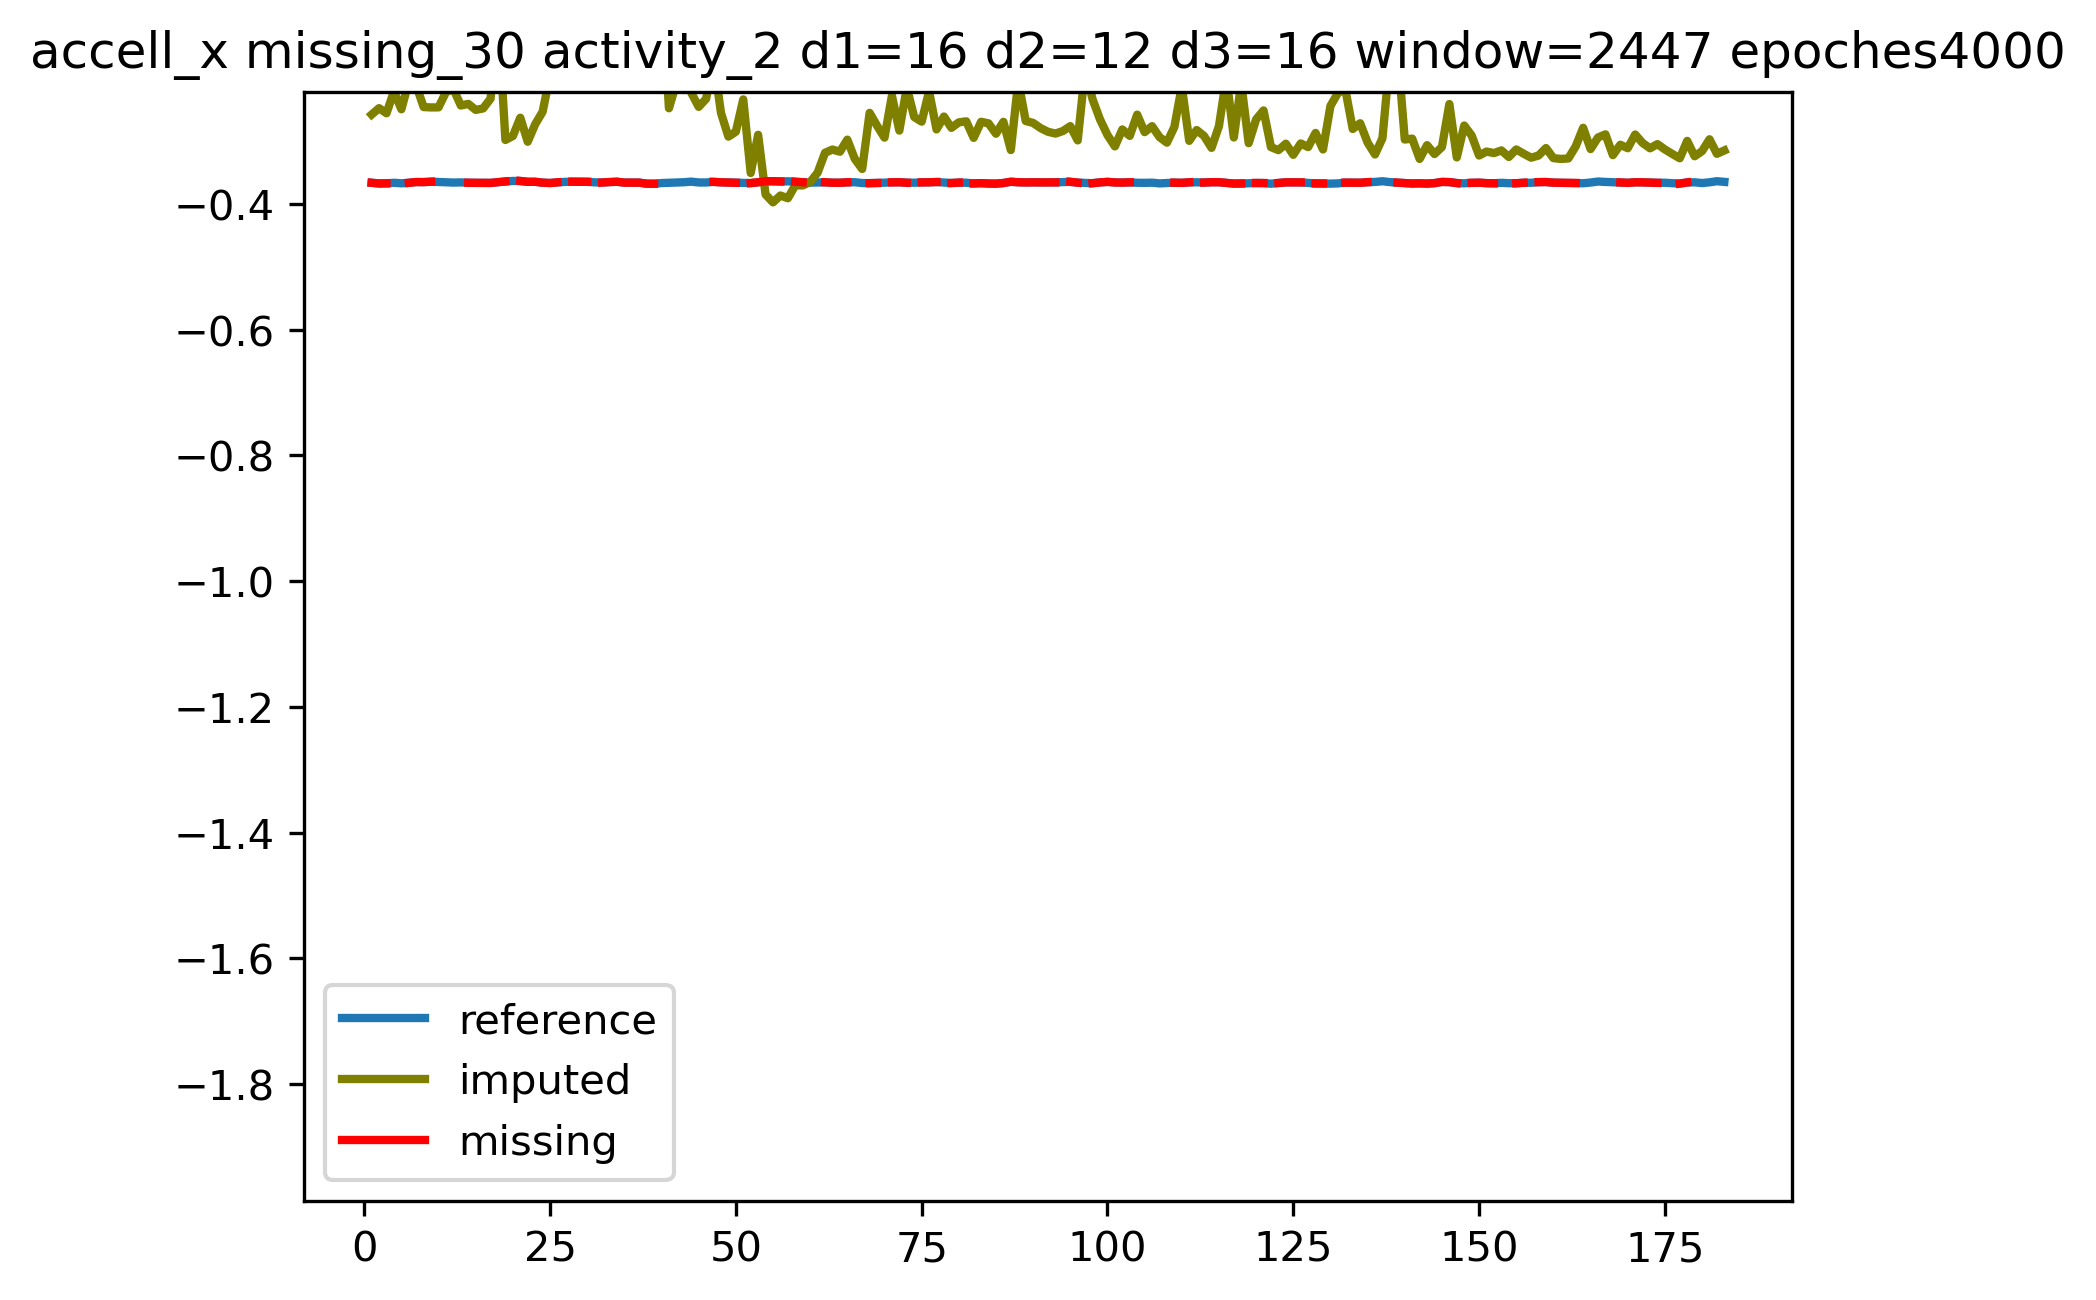 accell_x missing_30 activity_2 d1=16 d2=12 d3=16 window=2447 epoches4000
−0.4
−0.6
−0.8
−1.0
−1.2
−1.4
−1.6
−1.8
reference
imputed
missing
0 25 50 75 100 125 150 175